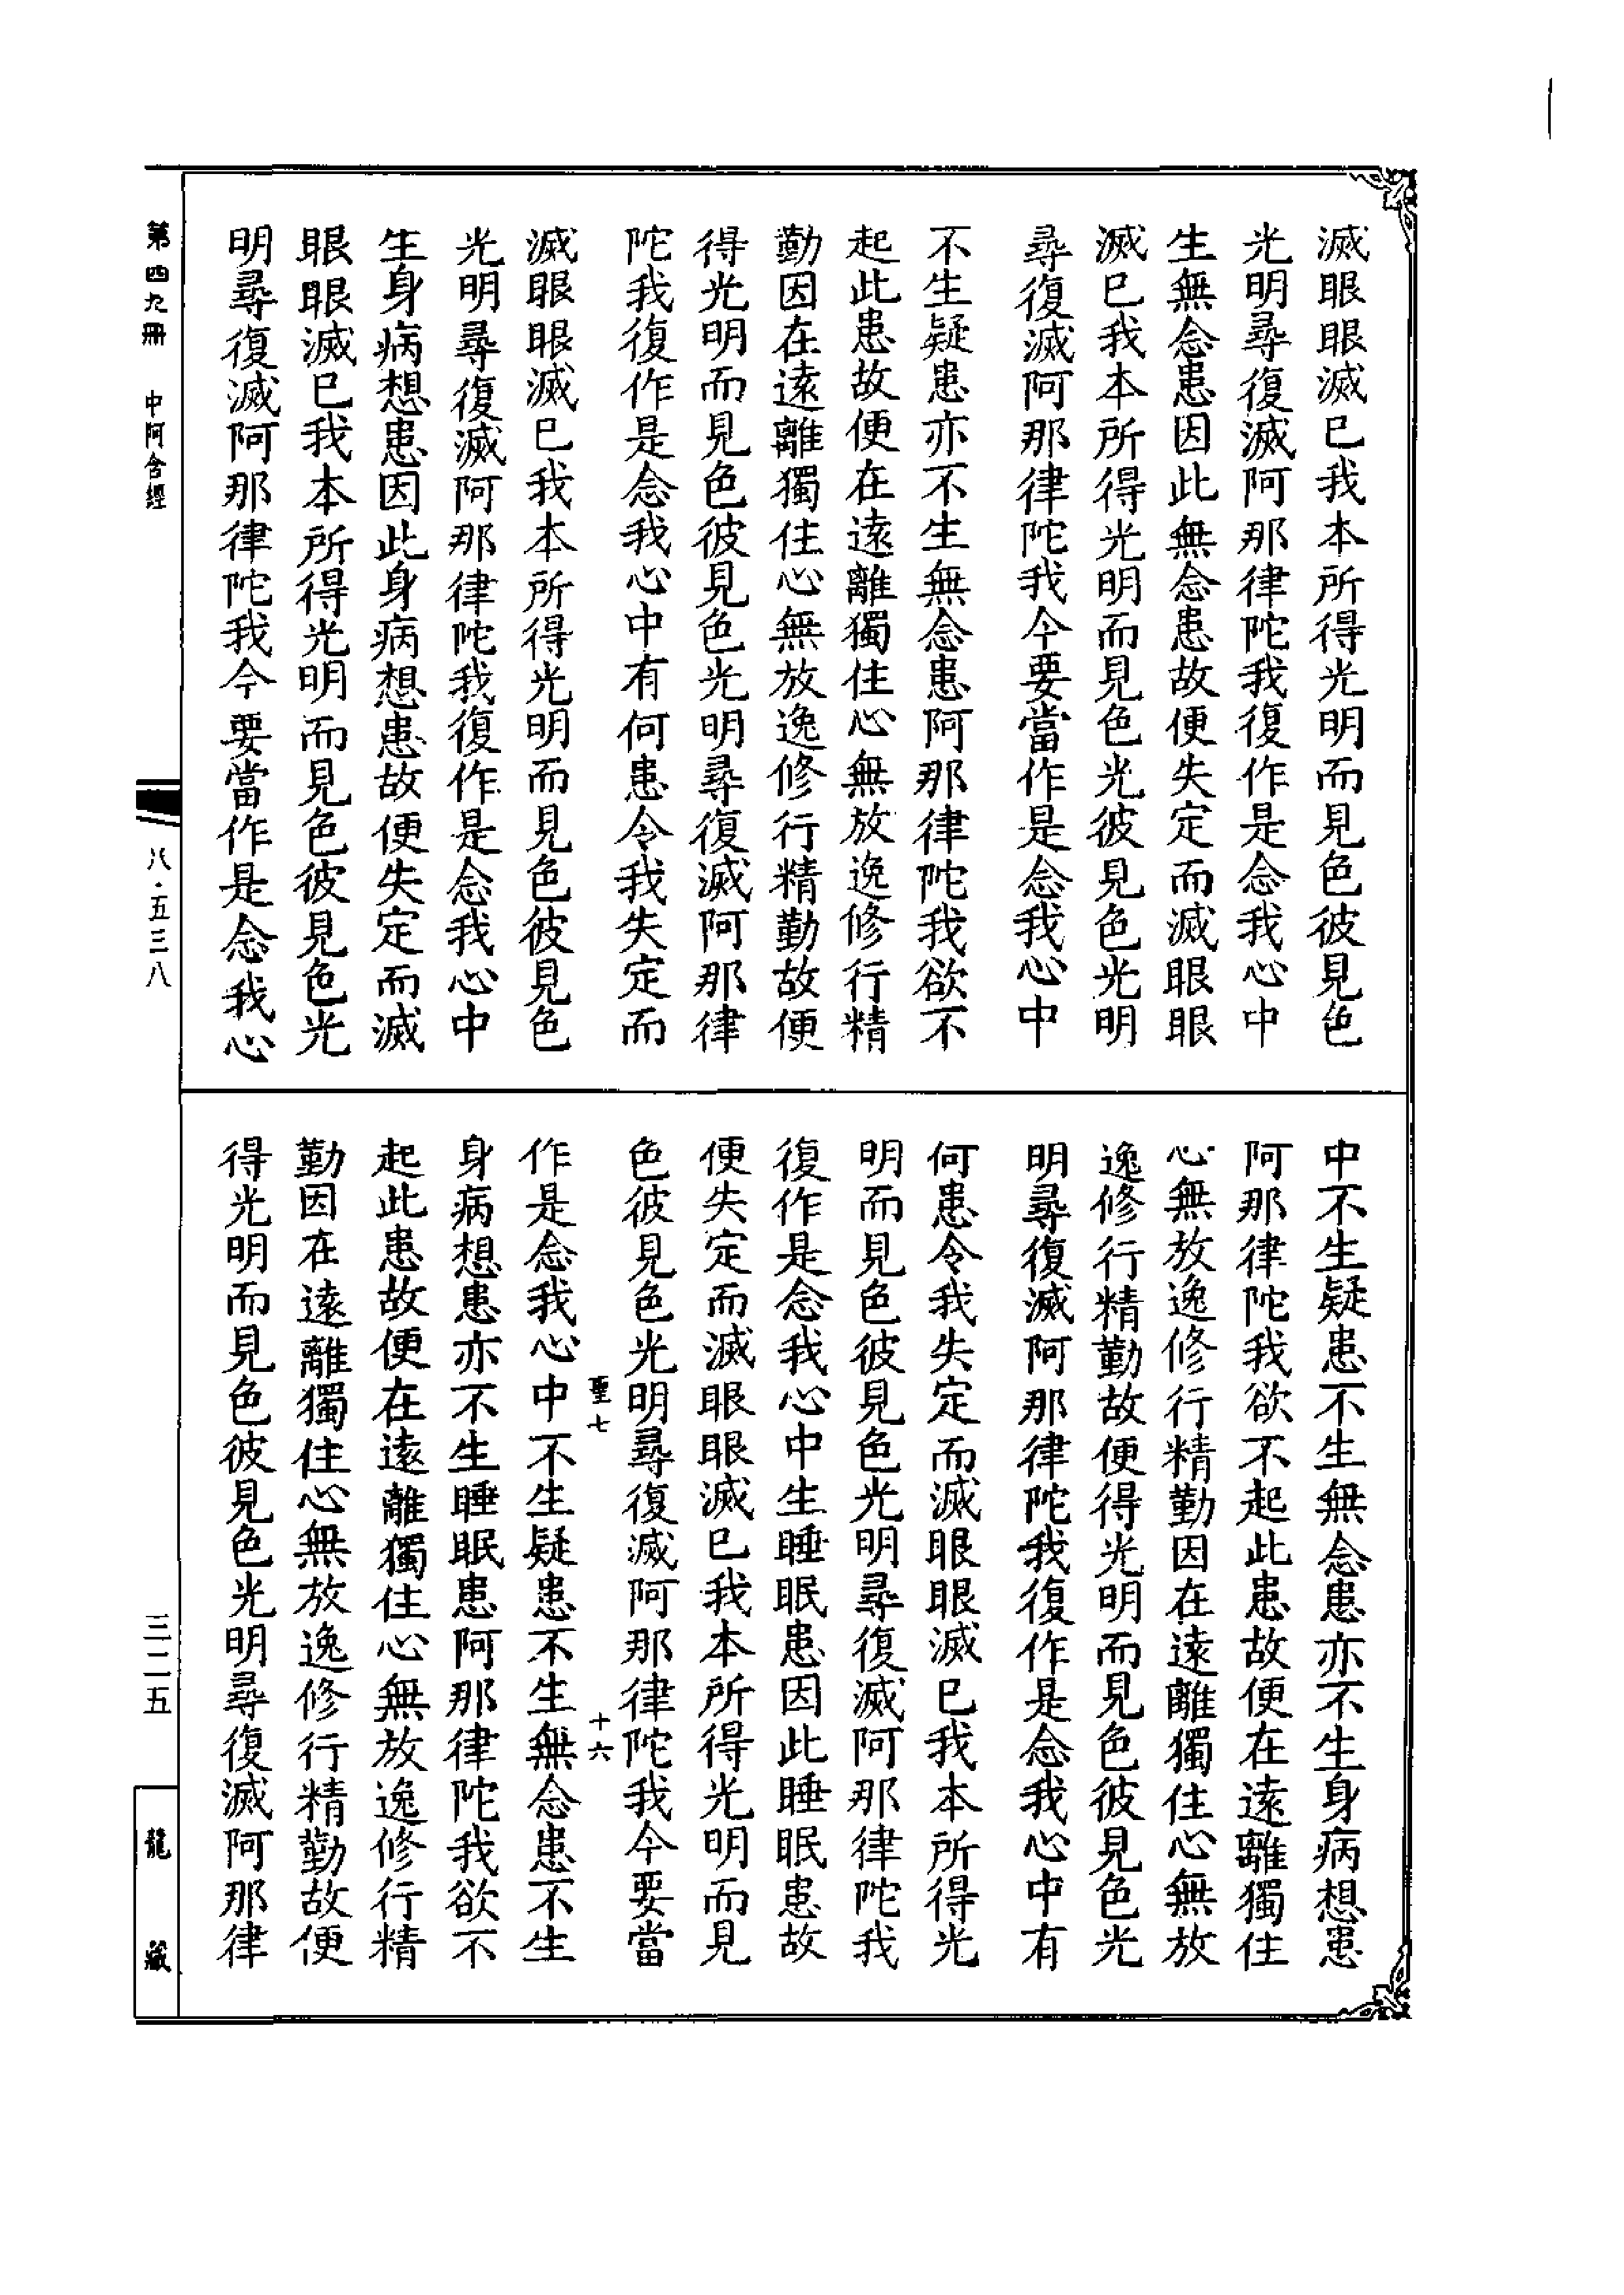 滅眼眼滅已我本所得光明而見色彼見色
光明尋復滅阿那律陀我復作是念我心中
生無念患因此無念患故便失定而滅眼眼
滅已我本所得光明而見色光彼見色光明
尋復滅阿那律陀我今要當作是念我心中
不生疑患亦不生無念患阿那律陀我欲不
起此患故便在遠離獨住心無放逸修行精
勤因在遠離獨住心無放逸修行精勤故便
得光明而見色彼見色光明尋復滅阿那律
陀我復作是念我心中有何患令我失定而
滅眼眼滅已我本所得光明而見色彼見色
光明尋復滅阿那律陀我復作是念我心中
生身病想患因此身病想患故便失定而滅
眼眼滅已我本所得光明而見色彼見色光
明尋復滅阿那律陀我今要當作是念我心
中不生疑患不生無念患亦不生身病想患
阿那律陀我欲不起此患故便在遠離獨住
心無放逸修行精勤因在遠離獨住心無放
逸修行精勤故便得光明而見色彼見色光
明尋復滅阿那律陀我復作是念我心中有
何患令我失定而滅眼眼滅已我本所得光
明而見色彼見色光明尋復滅阿那律陀我
復作是念我心中生睡眠患因此睡眠患故
便失定而滅眼眼滅已我本所得光明而見
色彼見色光明尋復滅阿那律陀我今要當
聖七 十六
作是念我心中不生疑患不生無念患不生
身病想患亦不生睡眠患阿那律陀我欲不
起此患故便在遠離獨住心無放逸修行精
勤因在遠離獨住心無放逸修行精勤故便
得光明而見色彼見色光明尋復滅阿那律
第四九冊 中阿含經 八·五三八 三二五 龍藏